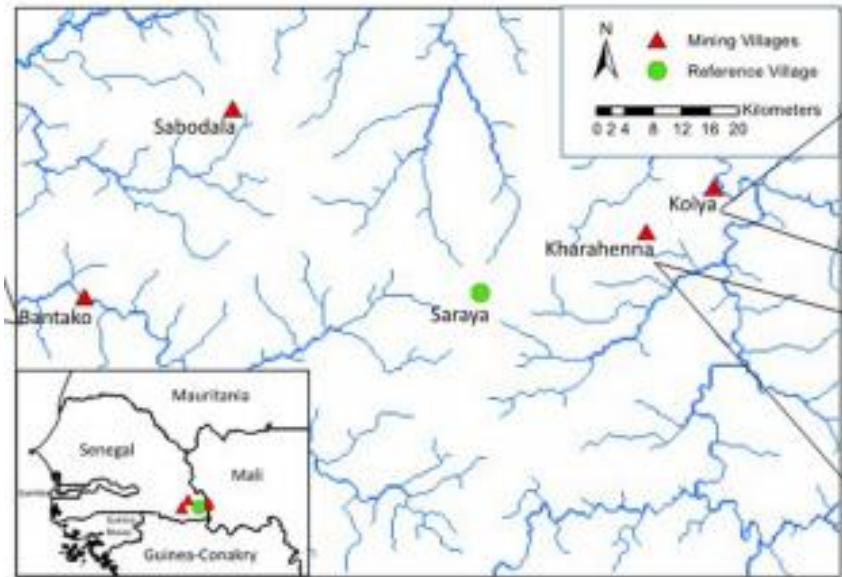 N
Mining Villages
Reference Village
Kilometers
0 2 4 8 12 16 20
Sabodala
Kolya
Kharahenna
Bantako
Saraya
Mauritania
Senegal
Mali
Guinea-Conakry